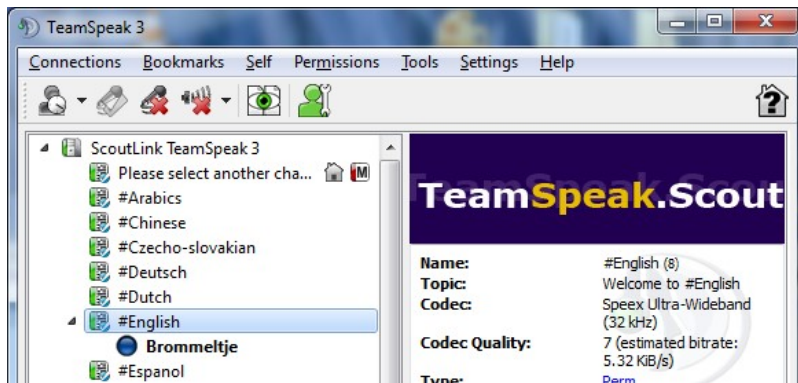 TeamSpeak 3
Connections Bookmarks Self Permissions Tools Settings Help
ScoutLink TeamSpeak 3
Please select another cha... M
#Arabics
#Chinese
#Czecho-slovakian
#Deutsch
#Dutch
#English
Brommeltje
#Espanol
TeamSpeak.Scout
Name: #English (8)
Topic: Welcome to #English
Codec: Speex Ultra-Wideband
(32 kHz)
Codec Quality: 7 (estimated bitrate:
5.32 KiB/s)
Type: Perm